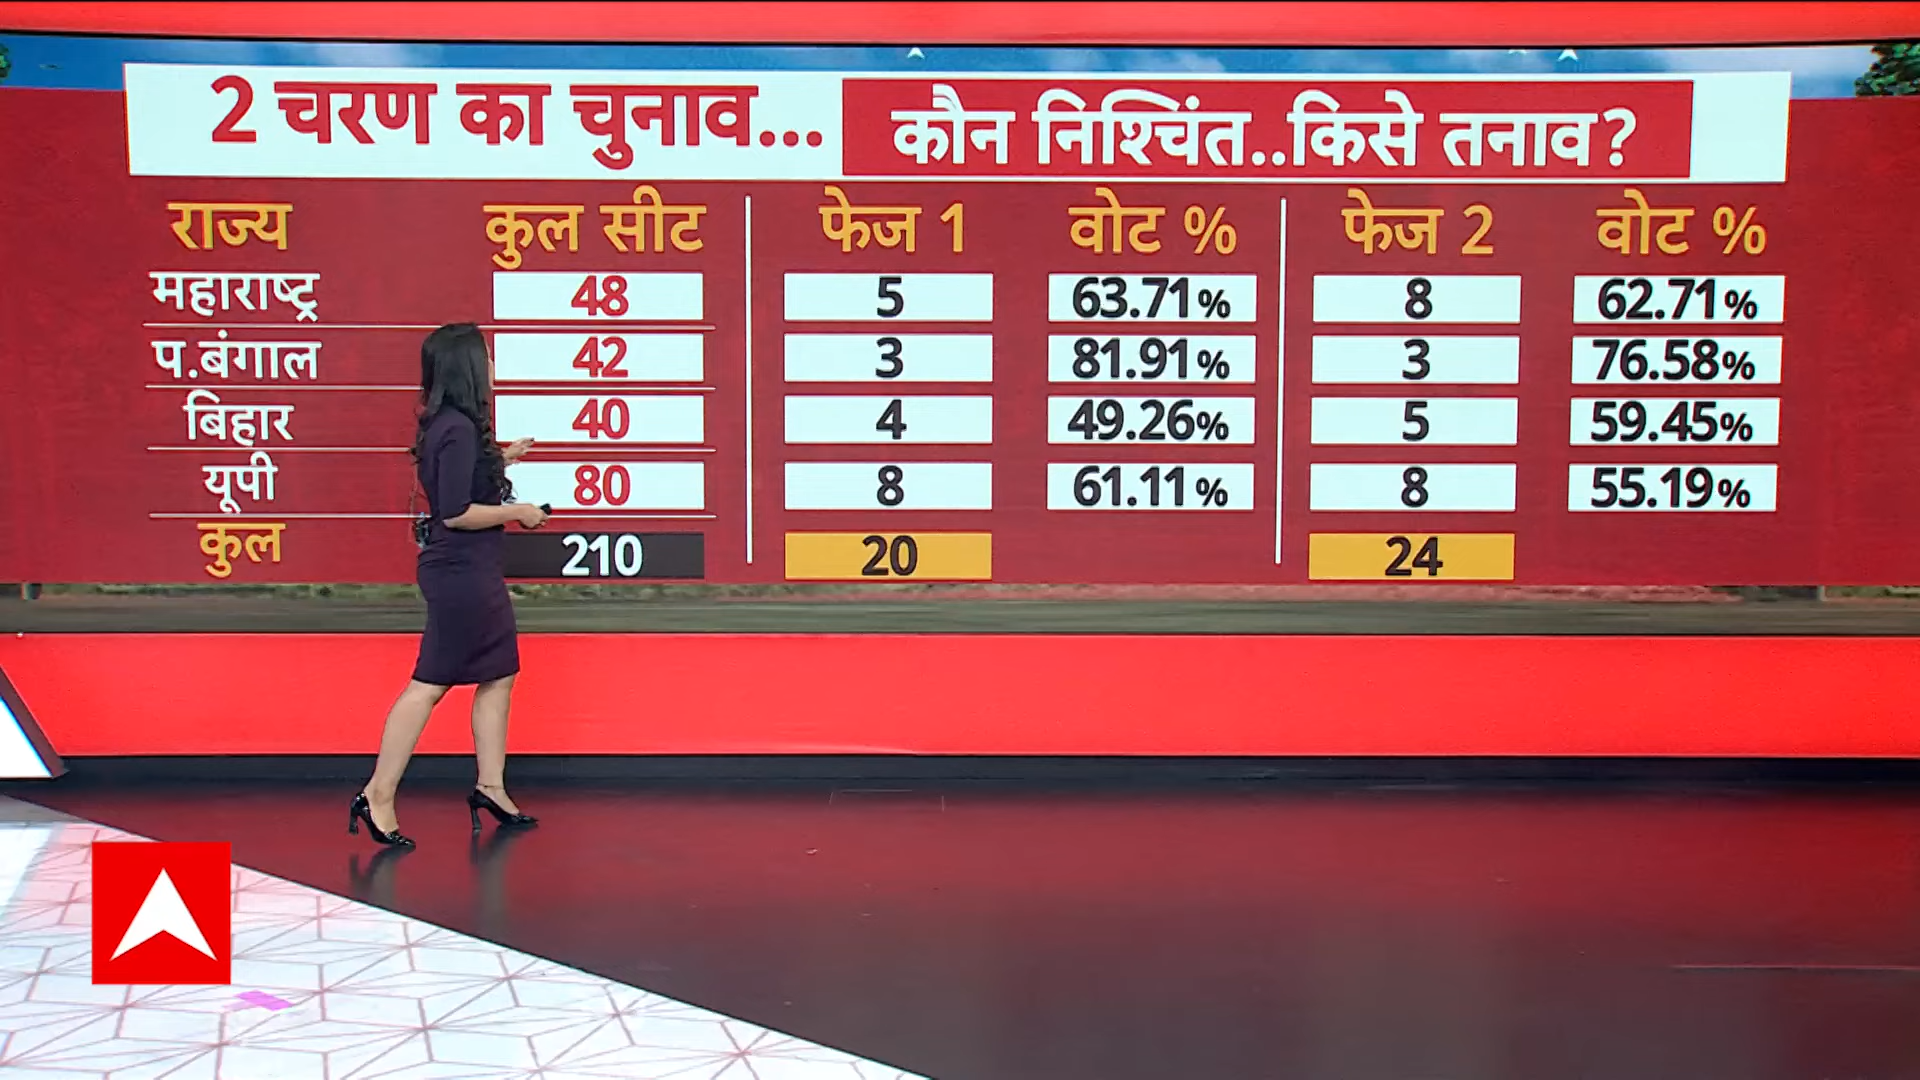 2 चरण का चुनाव... कौन निश्चिंत..किसे तनाव?
राज्य कुल सीट फेज 1 वोट % फेज 2 वोट %
महाराष्ट्र 48 5 63.71% 8 62.71%
प.बंगाल 42 3 81.91% 3 76.58%
बिहार 40 4 49.26% 5 59.45%
यूपी 80 8 61.11% 8 55.19%
कुल 210 20 24